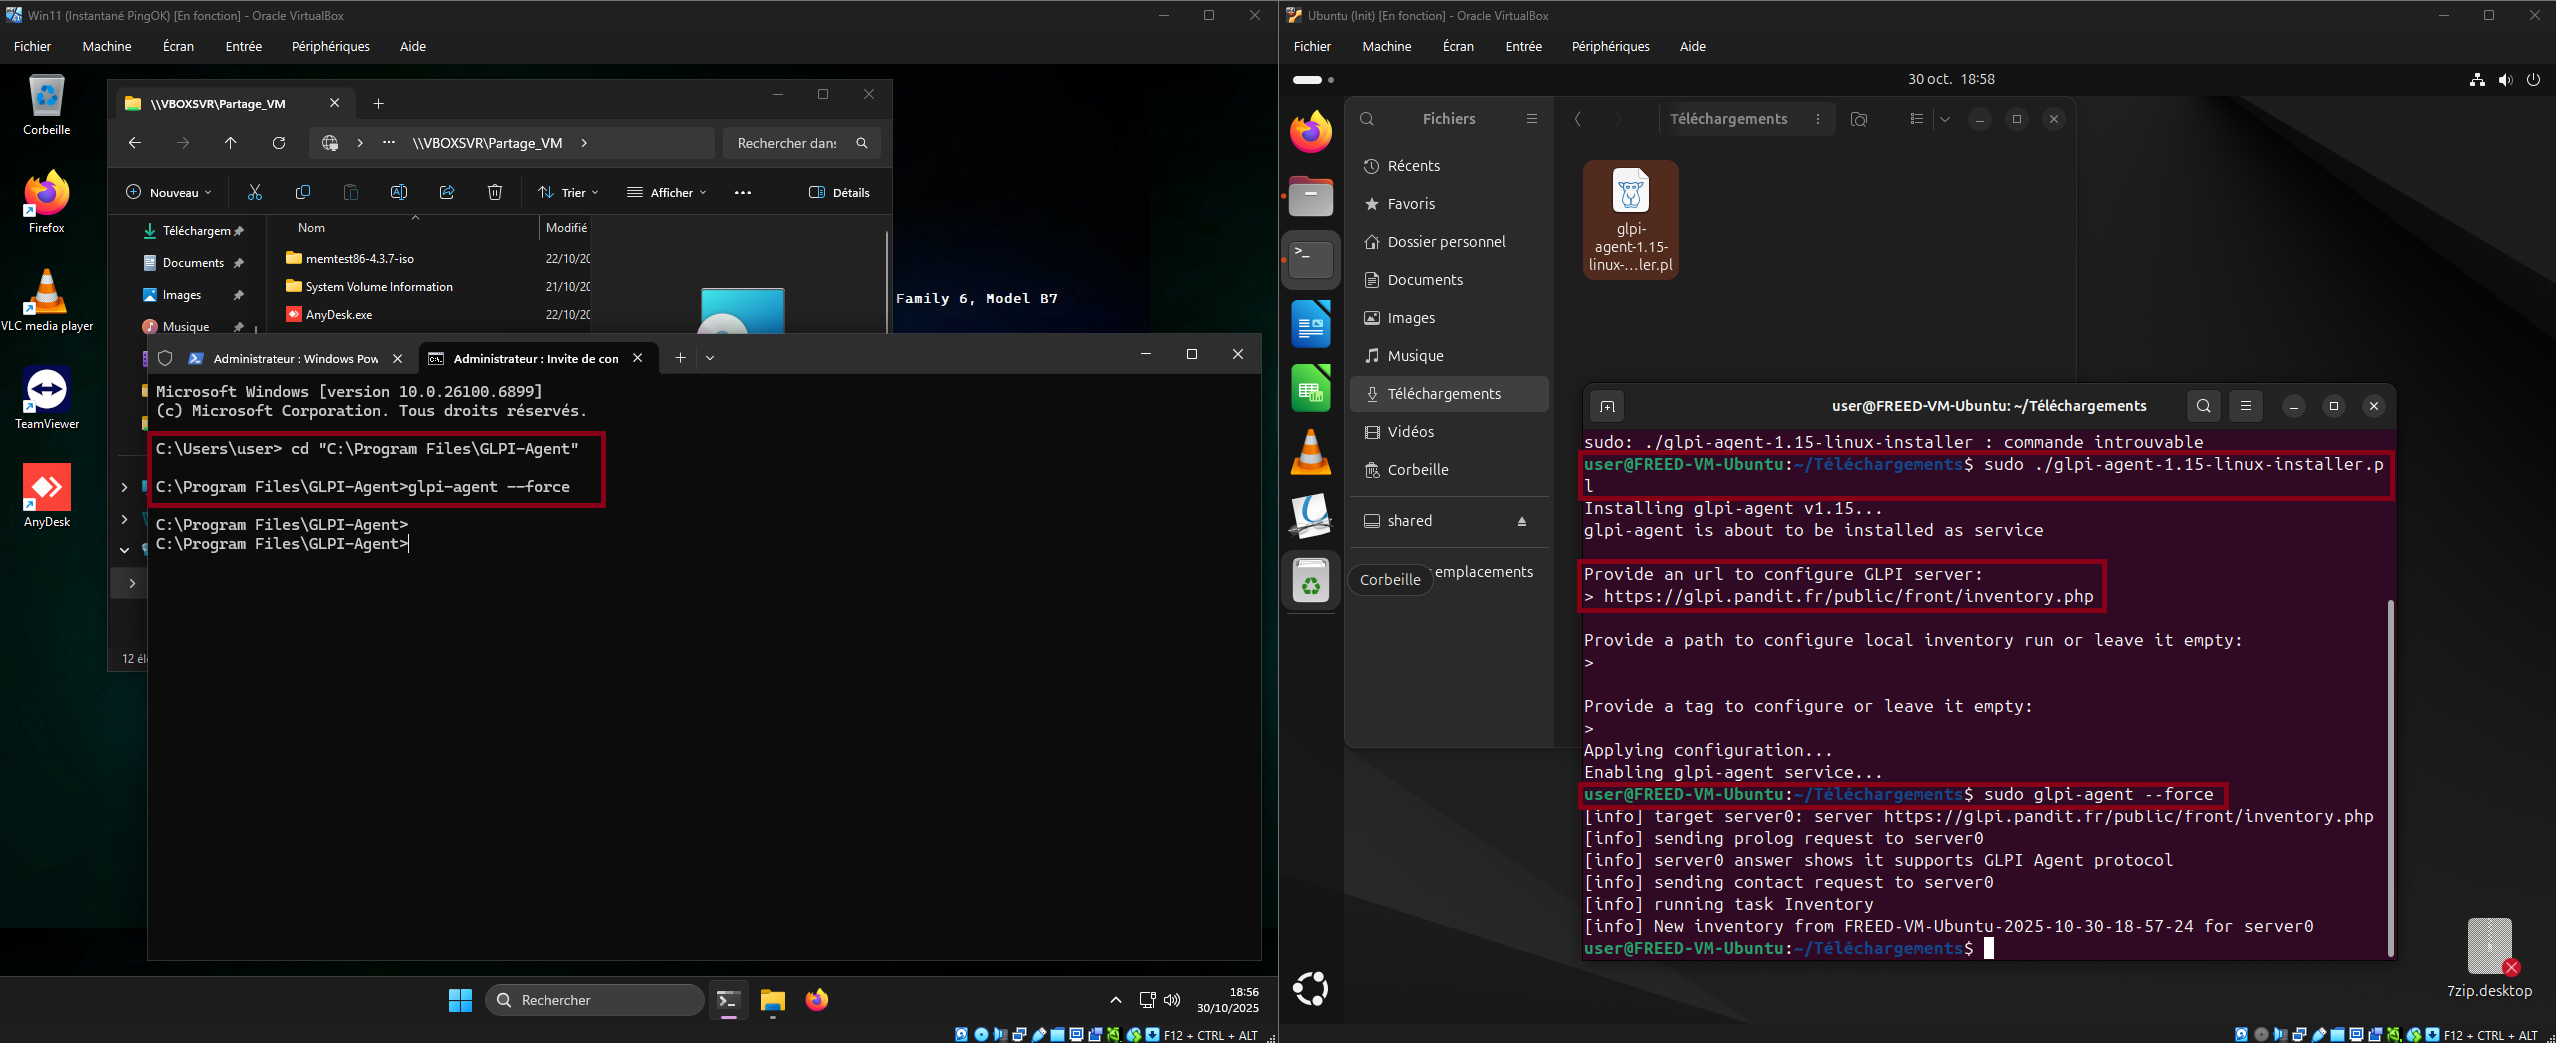 Win11 (Instantané PingOK) [En fonction] - Oracle VirtualBox
Fichier Machine Écran Entrée Périphériques Aide
Corbeille
Firefox
VLC media player
TeamViewer
AnyDesk
\\VBOXSVR\Partage_VM
\\VBOXSVR\Partage_VM
Rechercher dans
Nouveau
Trier
Afficher
Détails
Téléchargem
Documents
Images
Musique
Nom Modifié
memtest86-4.3.7-iso 22/10/20
System Volume Information 21/10/20
AnyDesk.exe 22/10/20
12 élé
Family 6, Model B7
Administrateur : Windows Pow
Administrateur : Invite de con
Microsoft Windows [version 10.0.26100.6899]
(c) Microsoft Corporation. Tous droits réservés.
C:\Users\user> cd "C:\Program Files\GLPI-Agent"
C:\Program Files\GLPI-Agent>glpi-agent --force
C:\Program Files\GLPI-Agent>
C:\Program Files\GLPI-Agent>
Rechercher
18:56
30/10/2025
F12 + CTRL + ALT
Ubuntu (Init) [En fonction] - Oracle VirtualBox
Fichier Machine Écran Entrée Périphériques Aide
30 oct. 18:58
Fichiers
Téléchargements
Récents
Favoris
Dossier personnel
Documents
Images
Musique
Téléchargements
Vidéos
Corbeille
shared
emplacements
Corbeille
glpi-
agent-1.15-
linux-...ler.pl
user@FREED-VM-Ubuntu: ~/Téléchargements
sudo: ./glpi-agent-1.15-linux-installer : commande introuvable
user@FREED-VM-Ubuntu:~/Téléchargements$ sudo ./glpi-agent-1.15-linux-installer.p
l
Installing glpi-agent v1.15...
glpi-agent is about to be installed as service
Provide an url to configure GLPI server:
> https://glpi.pandit.fr/public/front/inventory.php
Provide a path to configure local inventory run or leave it empty:
>
Provide a tag to configure or leave it empty:
>
Applying configuration...
Enabling glpi-agent service...
user@FREED-VM-Ubuntu:~/Téléchargements$ sudo glpi-agent --force
[info] target server0: server https://glpi.pandit.fr/public/front/inventory.php
[info] sending prolog request to server0
[info] server0 answer shows it supports GLPI Agent protocol
[info] sending contact request to server0
[info] running task Inventory
[info] New inventory from FREED-VM-Ubuntu-2025-10-30-18-57-24 for server0
user@FREED-VM-Ubuntu:~/Téléchargements$
7zip.desktop
F12 + CTRL + ALT